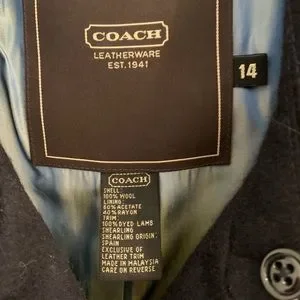 COACH
LEATHERWARE
EST. 1941
14
COACH
SHELL:
100% WOOL
LINING:
60% ACETATE
40% RAYON
TRIM:
100% DYED LAMB
SHEARLING
SHEARLING ORIGIN:
SPAIN
EXCLUSIVE OF
LEATHER TRIM
MADE IN MALAYSIA
CARE ON REVERSE